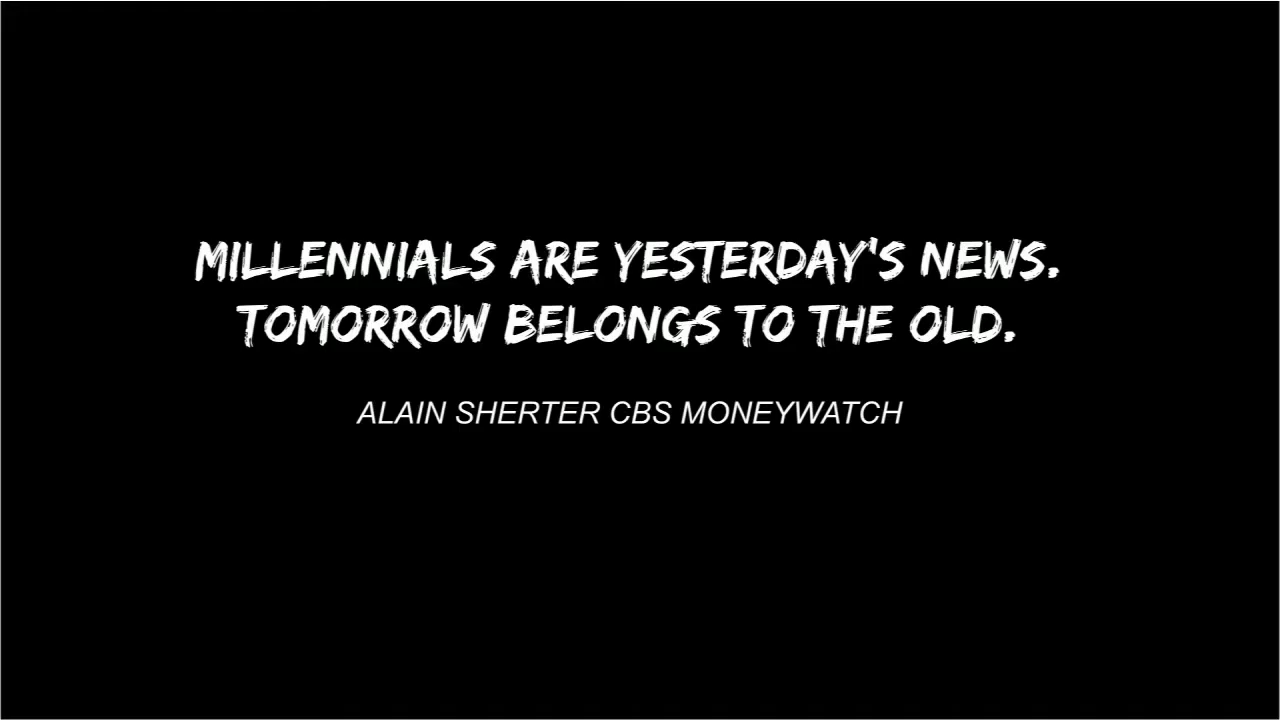 MILLENNIALS ARE YESTERDAY'S NEWS.
TOMORROW BELONGS TO THE OLD.
ALAIN SHERTER CBS MONEYWATCH